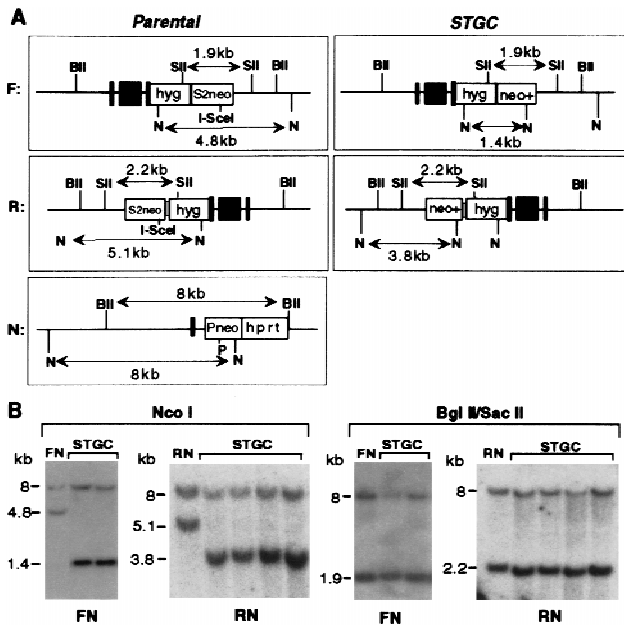 A
Parental
STGC
F:
BII
SII
1.9kb
SII
BII
hyg
S2neo
I-SceI
N
N
4.8kb
BII
SII
1.9kb
SII
BII
hyg
neo+
N
N
N
1.4kb
R:
BII
SII
2.2kb
SII
BII
S2neo
hyg
I-SceI
N
N
5.1kb
BII
SII
2.2kb
SII
BII
neo+
hyg
N
N
N
3.8kb
N:
BII
8kb
BII
Pneo
hprt
P
N
N
8kb
B
Nco I
Bgl II/Sac II
kb
FN
STGC
8
4.8
1.4
FN
kb
RN
STGC
8
5.1
3.8
RN
kb
FN
STGC
8
1.9
FN
kb
RN
STGC
8
2.2
RN